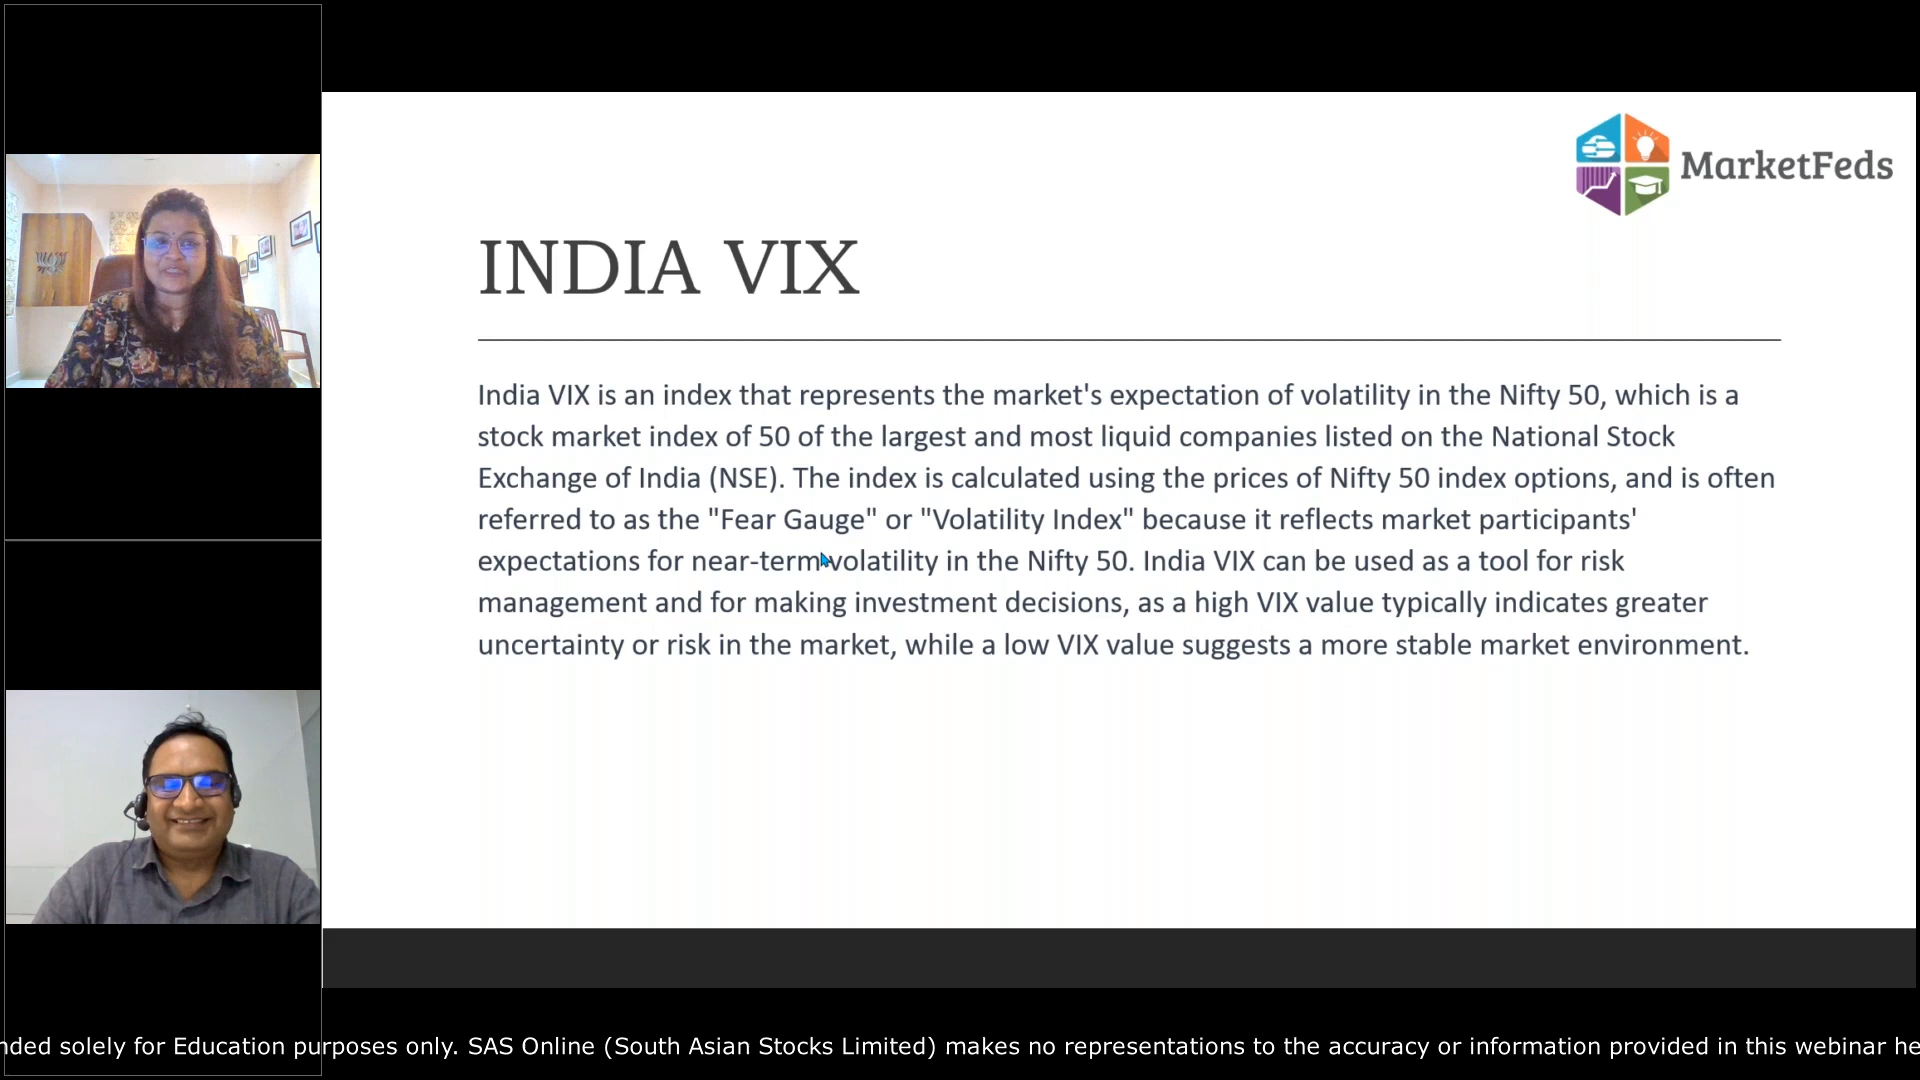 MarketFeds
INDIA VIX
India VIX is an index that represents the market's expectation of volatility in the Nifty 50, which is a
stock market index of 50 of the largest and most liquid companies listed on the National Stock
Exchange of India (NSE). The index is calculated using the prices of Nifty 50 index options, and is often
referred to as the "Fear Gauge" or "Volatility Index" because it reflects market participants'
expectations for near-term volatility in the Nifty 50. India VIX can be used as a tool for risk
management and for making investment decisions, as a high VIX value typically indicates greater
uncertainty or risk in the market, while a low VIX value suggests a more stable market environment.
nded solely for Education purposes only. SAS Online (South Asian Stocks Limited) makes no representations to the accuracy or information provided in this webinar he